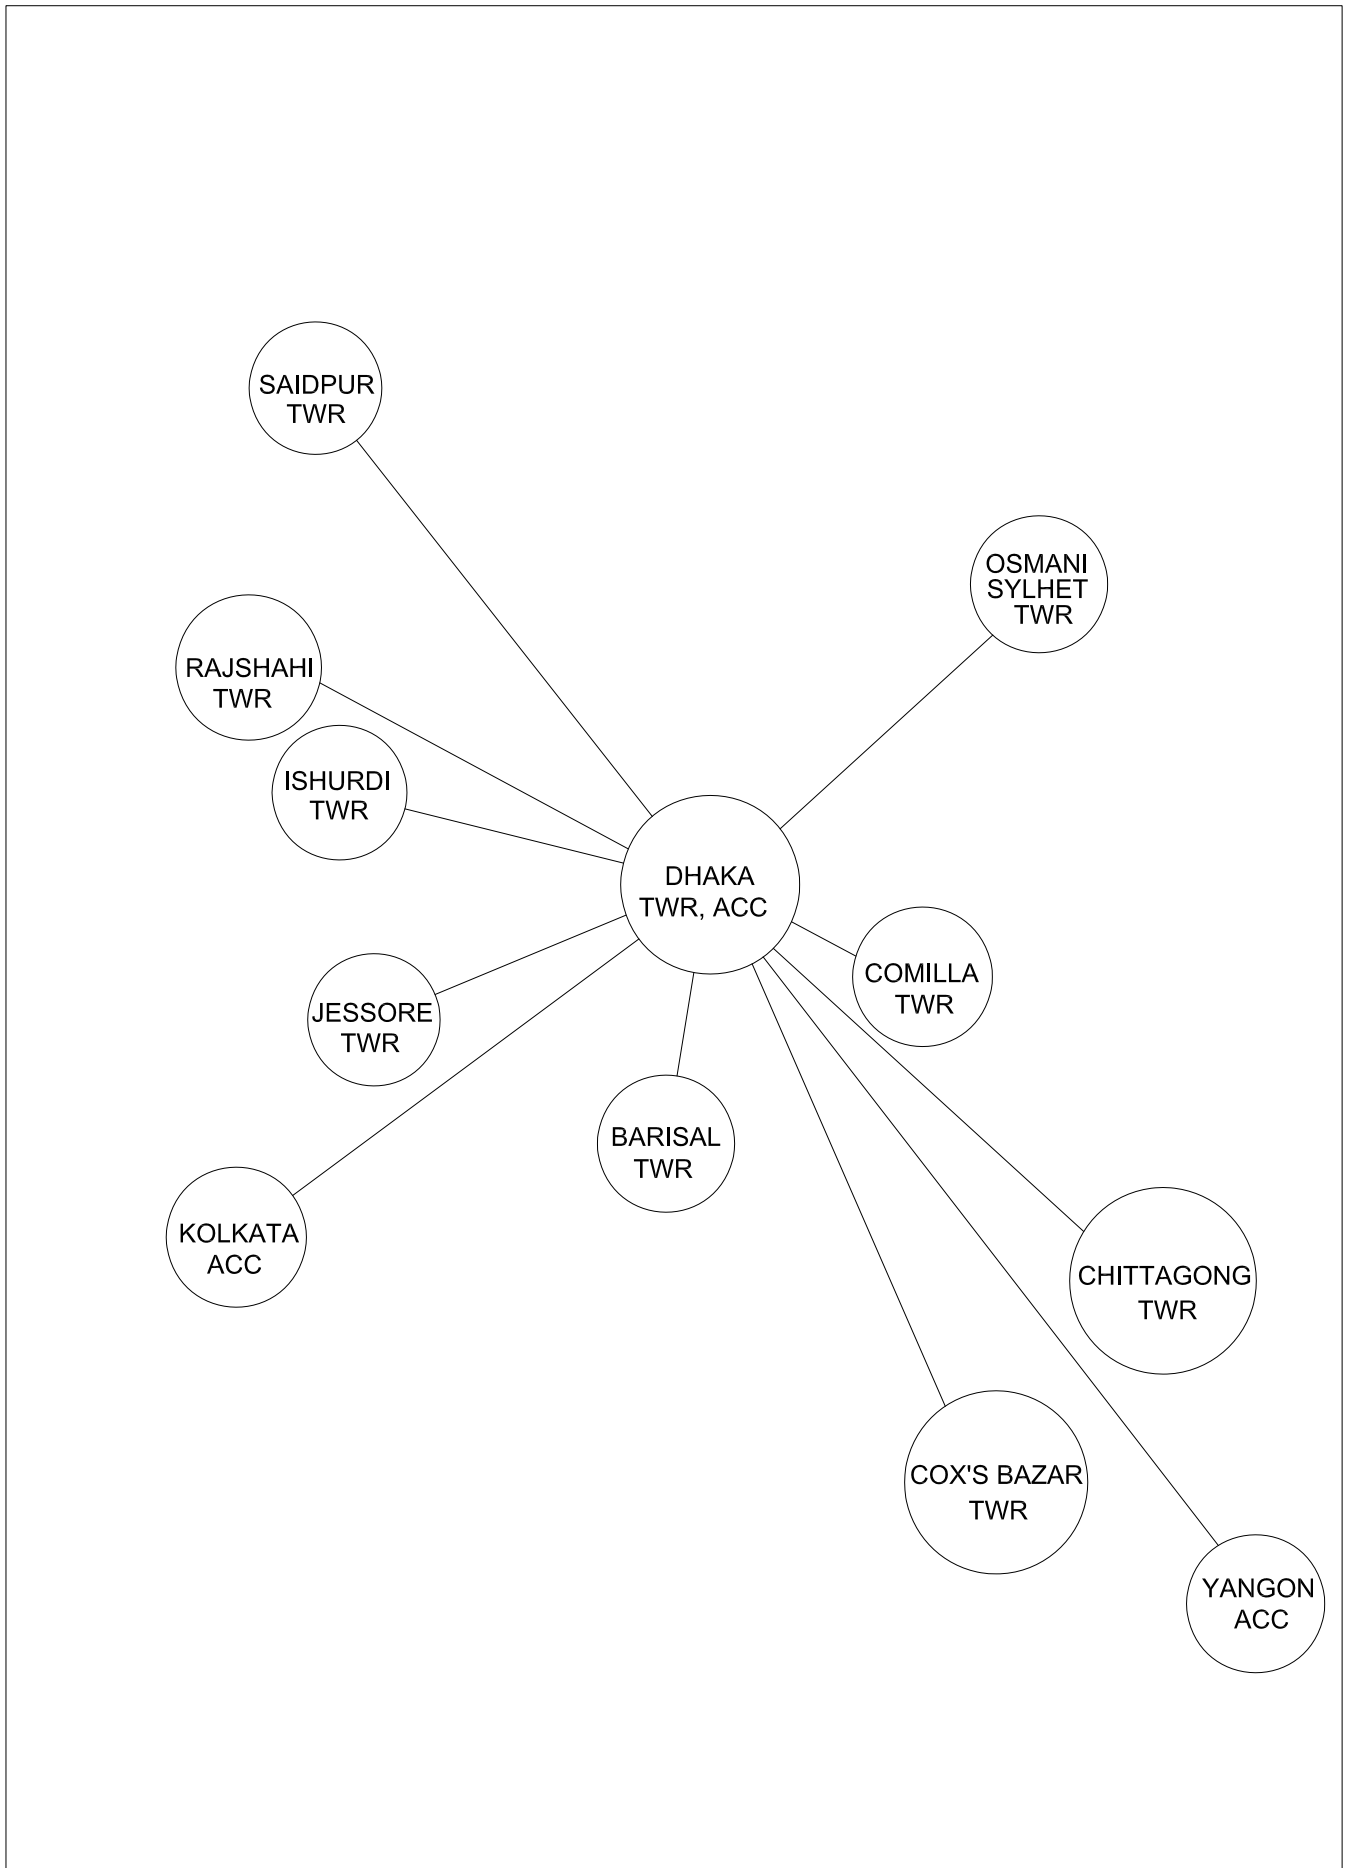 SAIDPUR
TWR
OSMANI
SYLHET
TWR
RAJSHAHI
TWR
ISHURDI
TWR
DHAKA
TWR, ACC
COMILLA
TWR
JESSORE
TWR
BARISAL
TWR
KOLKATA
ACC
CHITTAGONG
TWR
COX'S BAZAR
TWR
YANGON
ACC